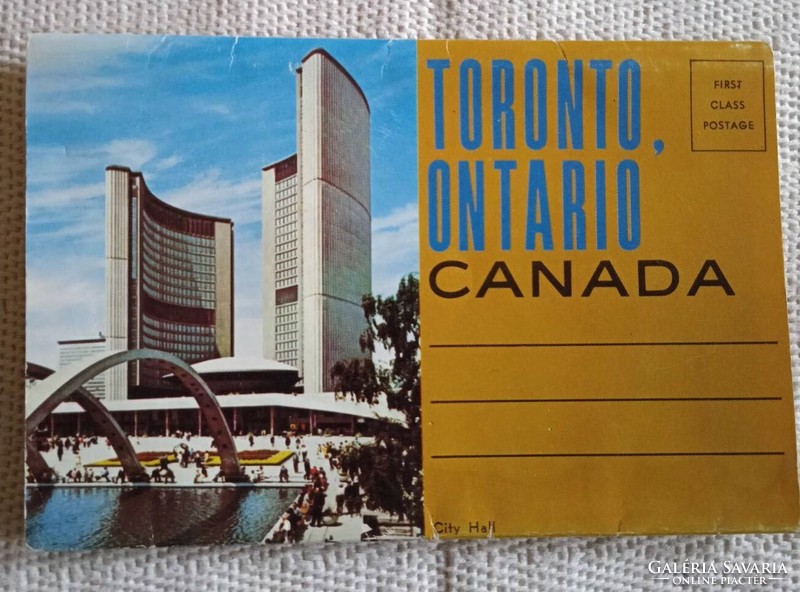 TORONTO,
ONTARIO
CANADA
FIRST
CLASS
POSTAGE
City Hall
GALÉRIA SAVARIA
ONLINE PIACTÉR